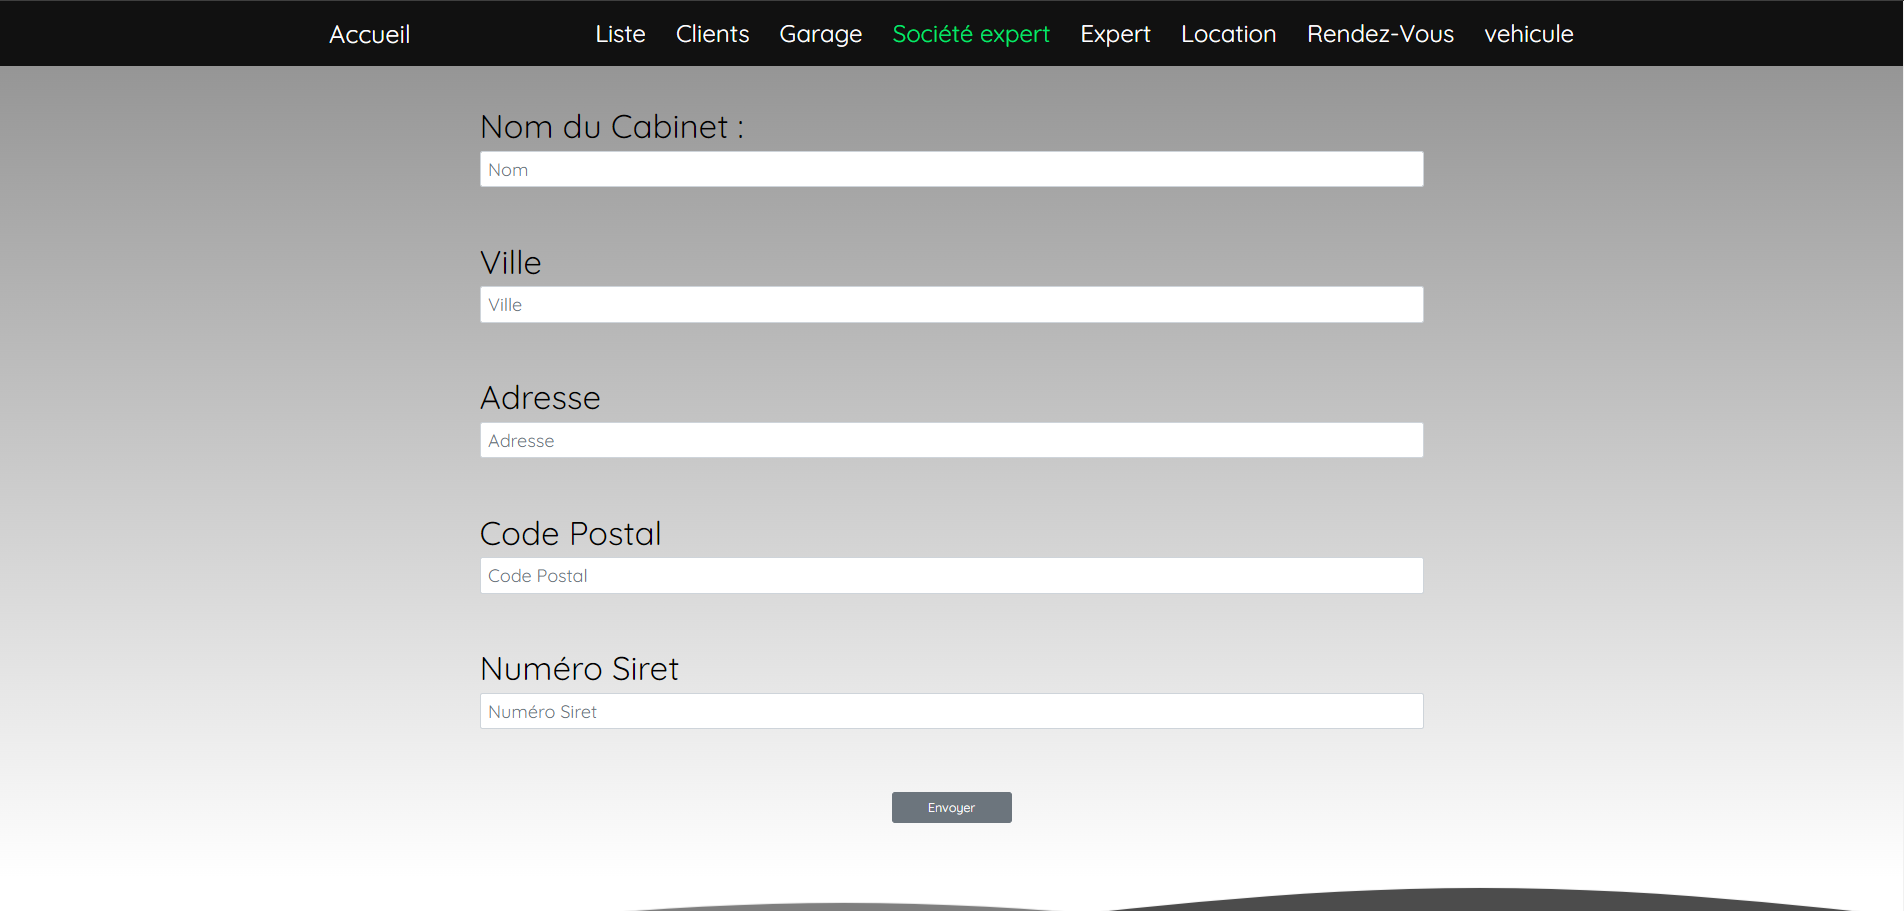 Accueil Liste Clients Garage Société expert Expert Location Rendez-Vous vehicule
Nom du Cabinet :
Nom
Ville
Ville
Adresse
Adresse
Code Postal
Code Postal
Numéro Siret
Numéro Siret
Envoyer